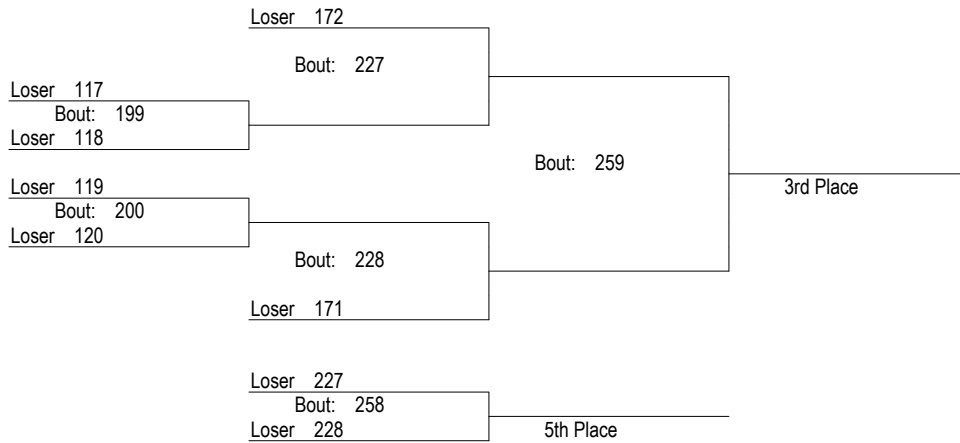 Loser 172
Bout: 227
Loser 117
Bout: 199
Loser 118
Bout: 259
Loser 119
3rd Place
Bout: 200
Loser 120
Bout: 228
Loser 171
Loser 227
Bout: 258
Loser 228
5th Place